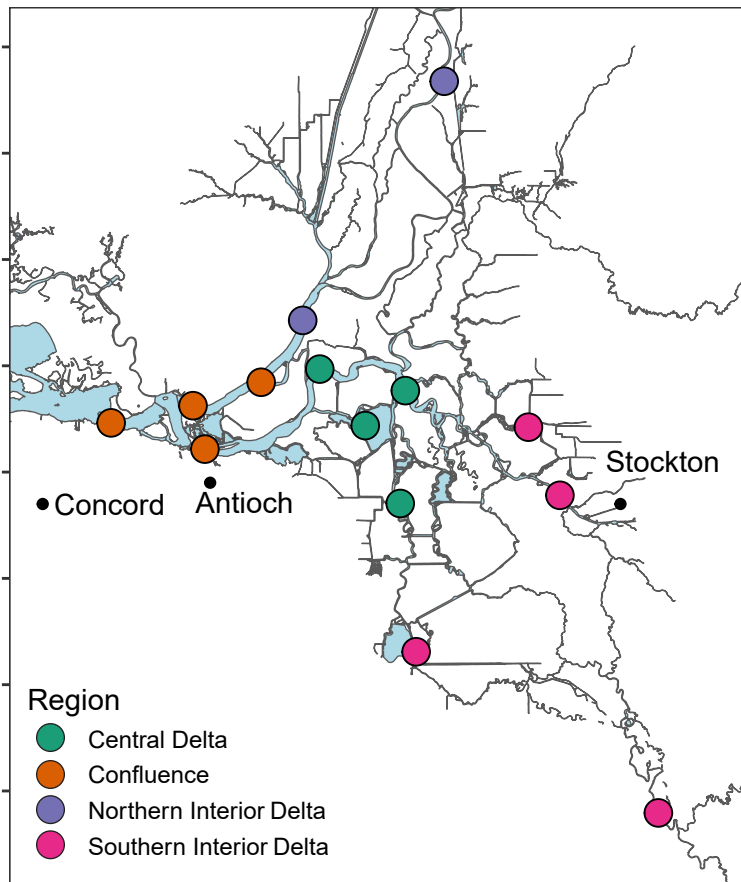 Stockton
Concord
Antioch
Region
Central Delta
Confluence
Northern Interior Delta
Southern Interior Delta